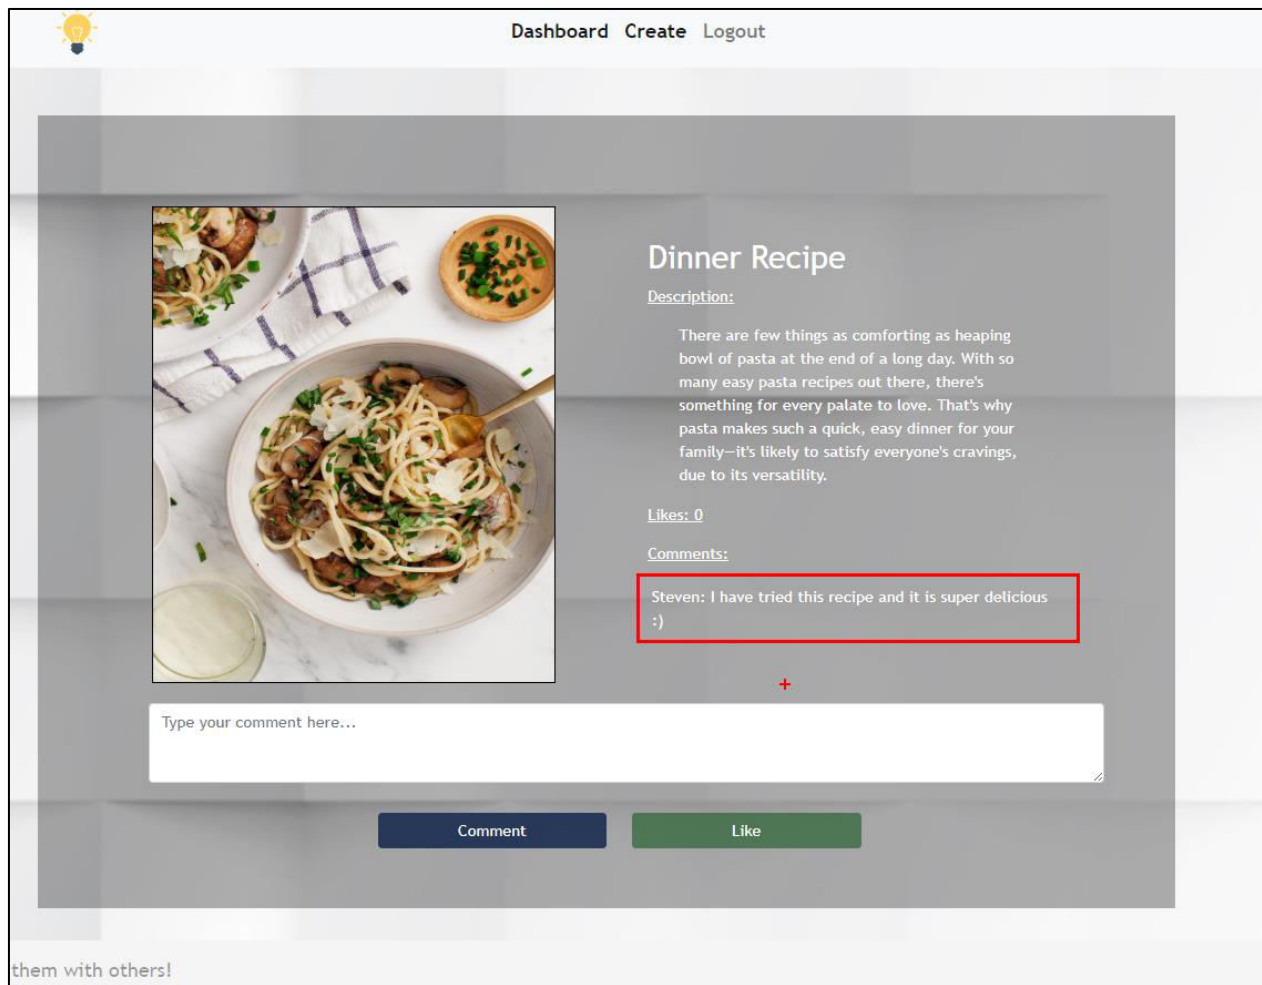 Dashboard Create Logout
Dinner Recipe
Description:
There are few things as comforting as heaping
bowl of pasta at the end of a long day. With so
many easy pasta recipes out there, there's
something for every palate to love. That's why
pasta makes such a quick, easy dinner for your
family—it's likely to satisfy everyone's cravings,
due to its versatility.
Likes: 0
Comments:
Steven: I have tried this recipe and it is super delicious
:)
+
Type your comment here...
Comment Like
them with others!